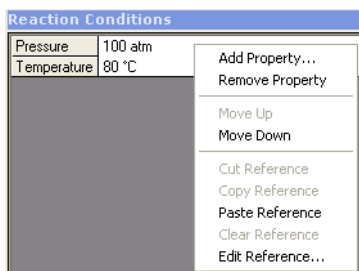 Reaction Conditions
Pressure 100 atm
Temperature 80 °C
Add Property...
Remove Property
Move Up
Move Down
Cut Reference
Copy Reference
Paste Reference
Clear Reference
Edit Reference...